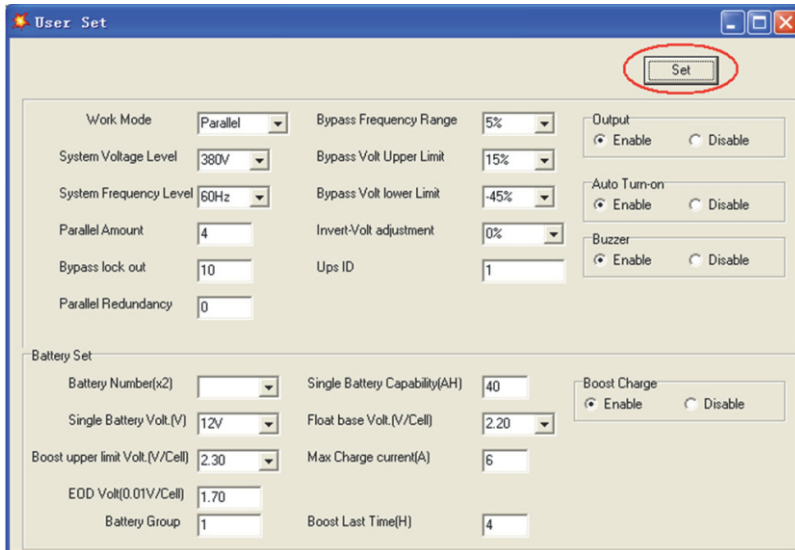 User Set
Set
Work Mode Parallel Bypass Frequency Range 5% Output
Enable Disable
System Voltage Level 380V Bypass Volt Upper Limit 15%
Auto Turn-on
System Frequency Level 60Hz Bypass Volt lower Limit -45% Enable Disable
Parallel Amount 4 Invert-Volt adjustment 0% Buzzer
Bypass lock out 10 Ups ID 1 Enable Disable
Parallel Redundancy 0
Battery Set
Battery Number(x2) Single Battery Capability(AH) 40 Boost Charge
Enable Disable
Single Battery Volt.(V) 12V Float base Volt.(V/Cell) 2.20
Boost upper limit Volt.(V/Cell) 2.30 Max Charge current(A) 6
EOD Volt(0.01V/Cell) 1.70
Battery Group 1 Boost Last Time(H) 4